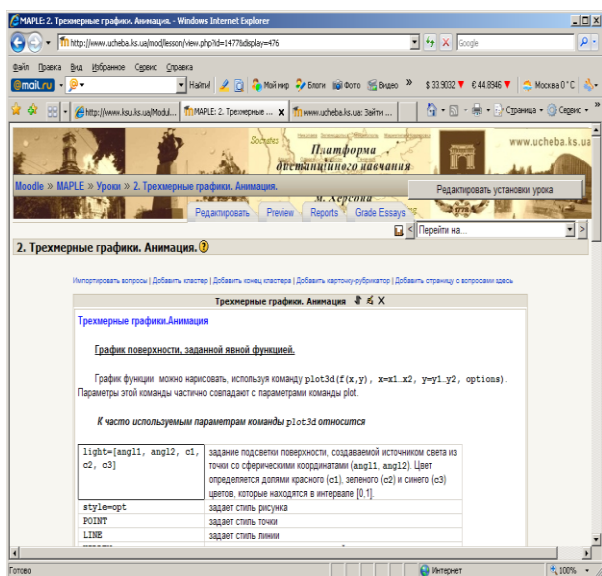 MAPLE: 2. Трехмерные графики. Анимация. - Windows Internet Explorer
http://www.ucheba.ks.ua/mod/lesson/view.php?id=1477&display=476
Google
Файл Правка Вид Избранное Сервис Справка
@mail.ru Найти! Мой мир Блоги Фото Видео » $ 33.9032 ▼ € 44.8946 ▼ Москва 0°C
http://www.ksu.ks.ua/Modul... MAPLE: 2. Трехмерные ... X www.ucheba.ks.ua: Зайти ... Страница Сервис »
Socrates
Платформа
www.ucheba.ks.ua
дистанційного навчання
Moodle » MAPLE » Уроки » 2. Трехмерные графики. Анимация.
Редактировать установки урока
м. Херсона
Редактировать Preview Reports Grade Essays
1778
Перейти на...
2. Трехмерные графики. Анимация.
Импортировать вопросы | Добавить кластер | Добавить конец кластера | Добавить карточку-рубрикатор | Добавить страницу с вопросами здесь
Трехмерные графики. Анимация
Трехмерные графики.Анимация
График поверхности, заданной явной функцией.
График функции можно нарисовать, используя команду plot3d(f(x,y), x=x1…x2, y=y1…y2, options).
Параметры этой команды частично совпадают с параметрами команды plot.
К часто используемым параметрам команды plot3d относится
light=[angl1, angl2, c1, c2, c3] задание подсветки поверхности, создаваемой источником света из
точки со сферическими координатами (angl1, angl2). Цвет
определяется долями красного (c1), зеленого (c2) и синего (c3)
цветов, которые находятся в интервале [0,1].
style=opt задает стиль рисунка
POINT задает стиль точки
LINE задает стиль линии
Готово Интернет 100%